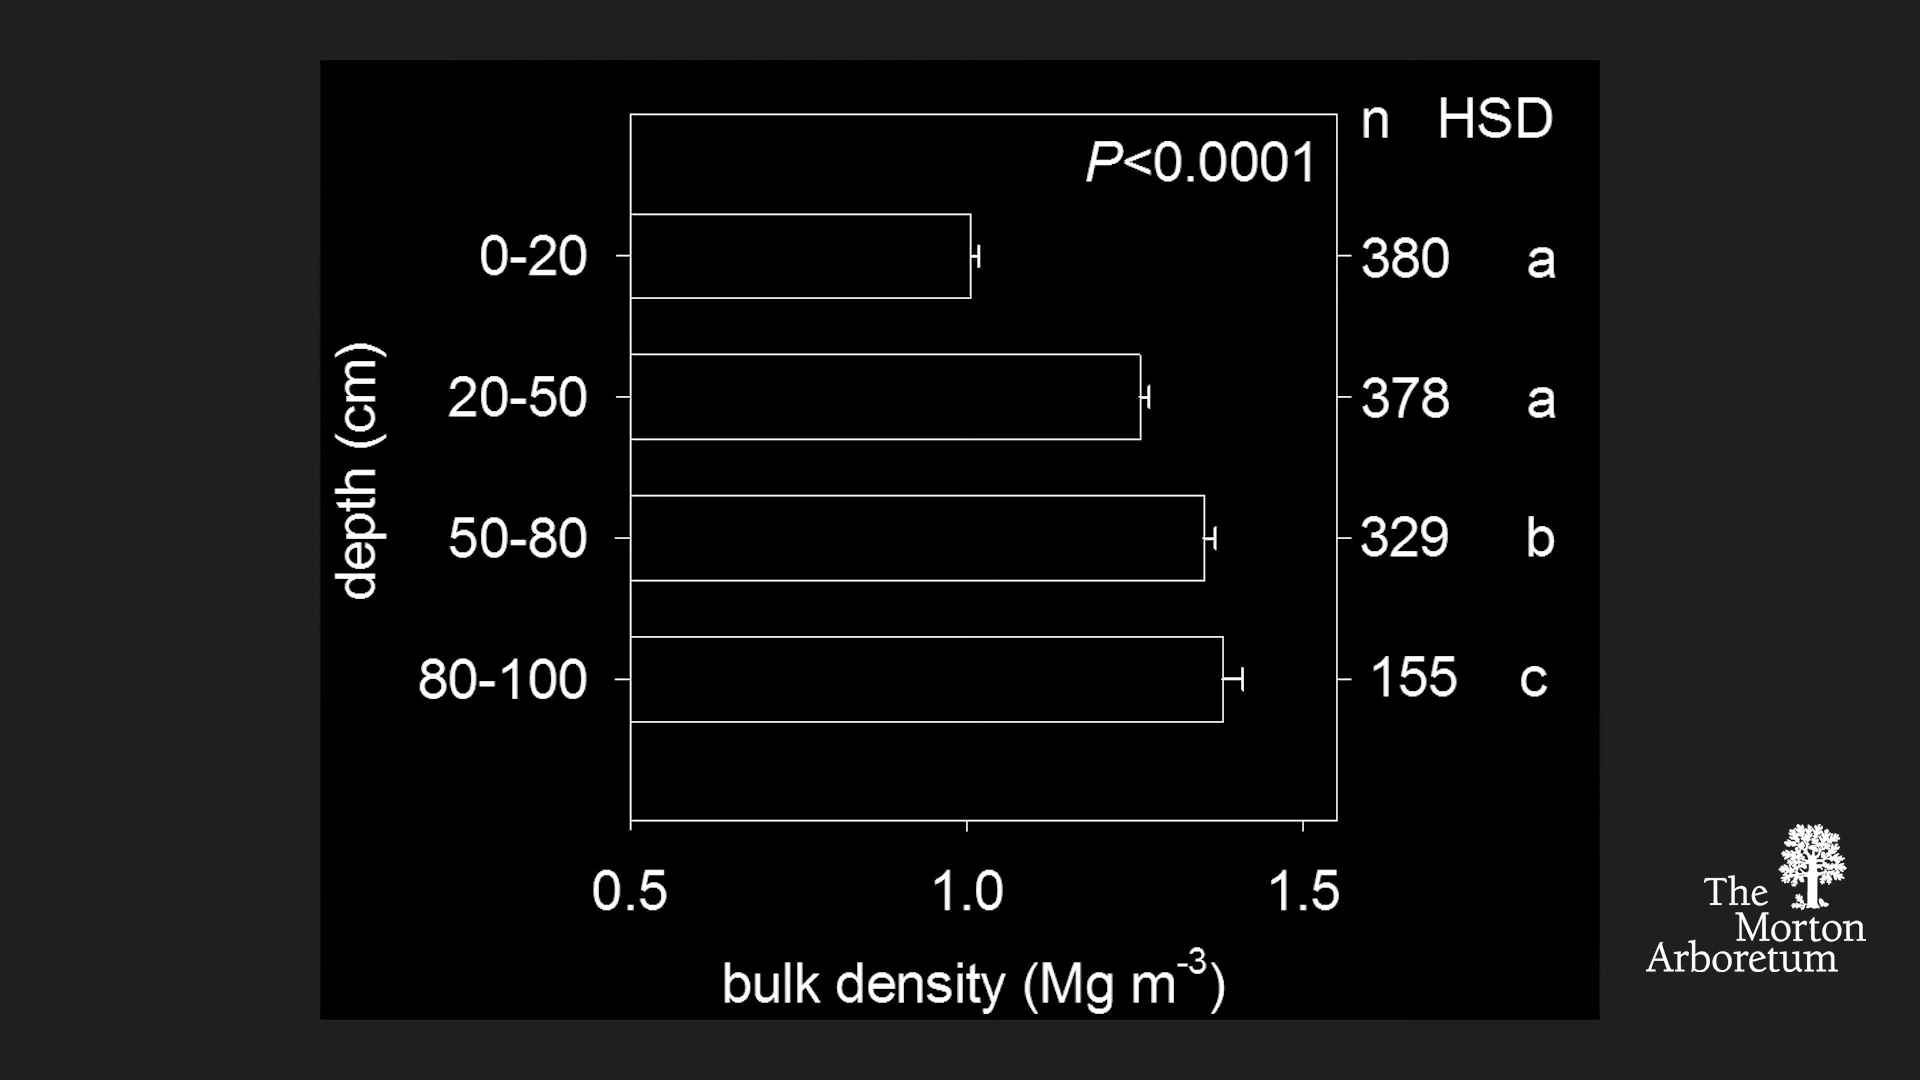 n HSD
P<0.0001
0-20 380 a
20-50 378 a
50-80 329 b
80-100 155 c
depth (cm)
0.5 1.0 1.5
bulk density (Mg m⁻³)
The
Morton
Arboretum